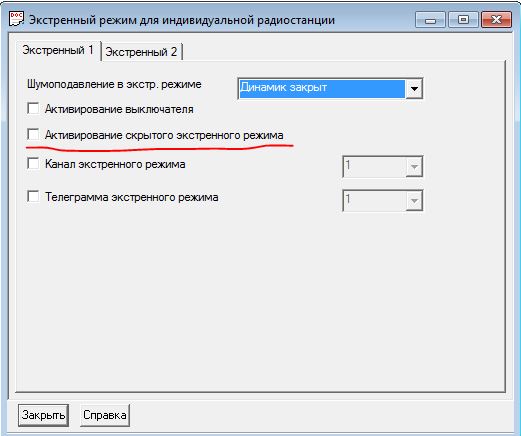 DOC Экстренный режим для индивидуальной радиостанции
Экстренный 1 Экстренный 2
Шумоподавление в экстр. режиме Динамик закрыт
Активирование выключателя
Активирование скрытого экстренного режима
Канал экстренного режима 1
Телеграмма экстренного режима 1
Закрыть Справка